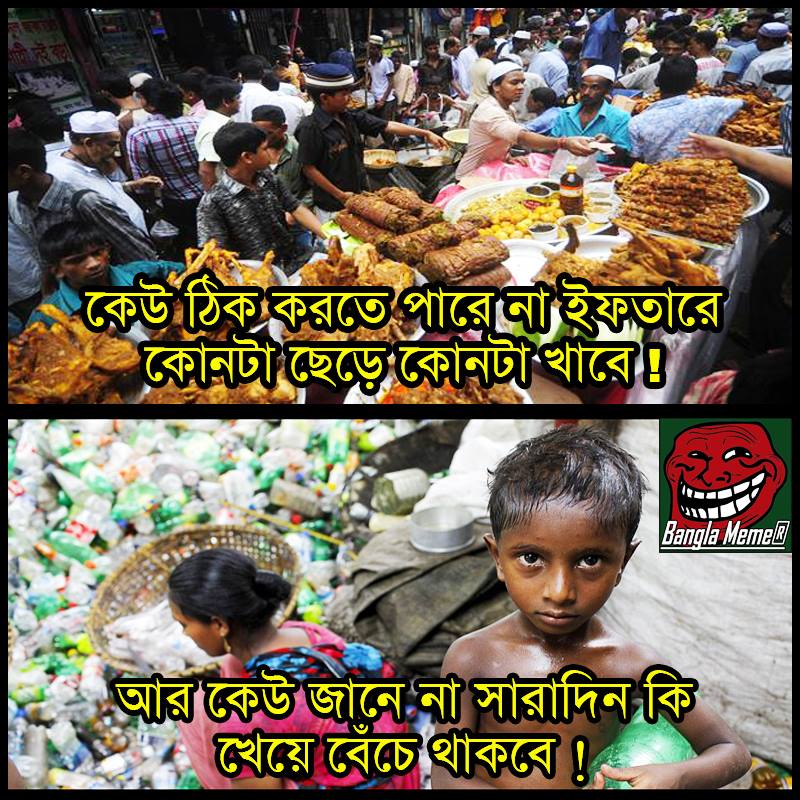 কেউ ঠিক করতে পারে না ইফতারে
কোনটা ছেড়ে কোনটা খাবে !
Bangla Meme®
আর কেউ জানে না সারাদিন কি
খেয়ে বেঁচে থাকবে !